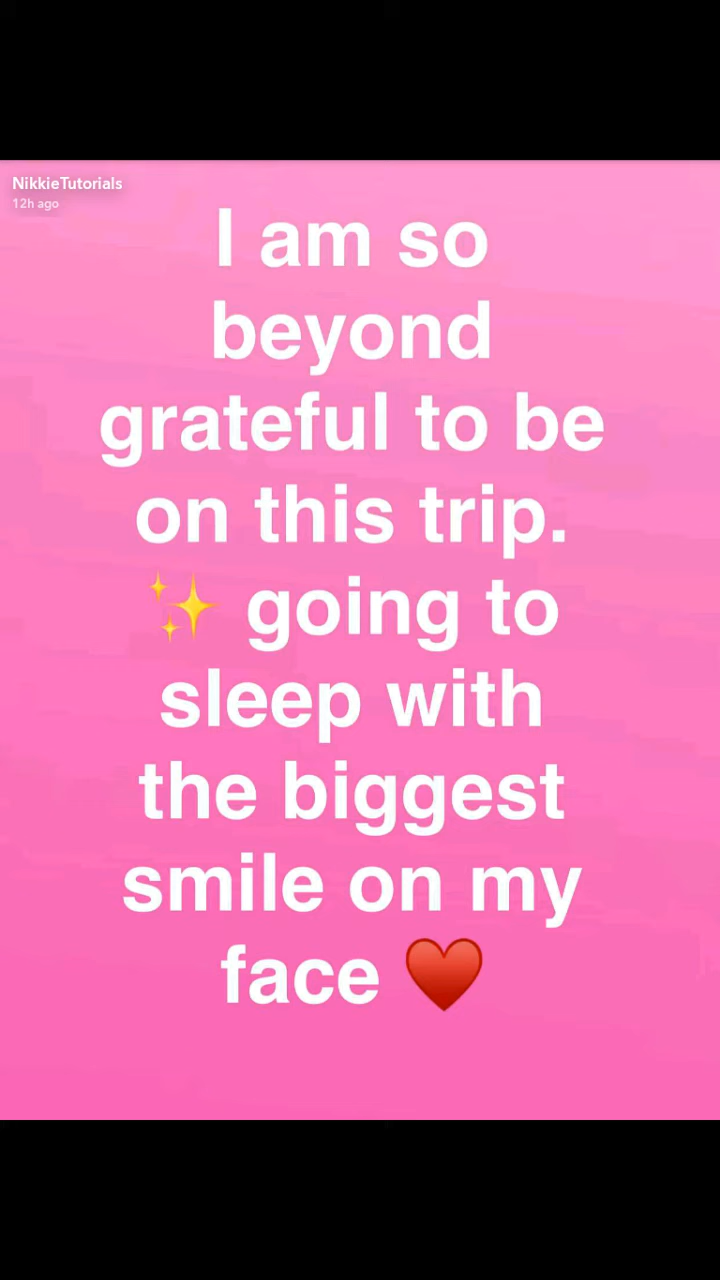 NikkieTutorials
12h ago
I am so
beyond
grateful to be
on this trip.
✨ going to
sleep with
the biggest
smile on my
face ♥️